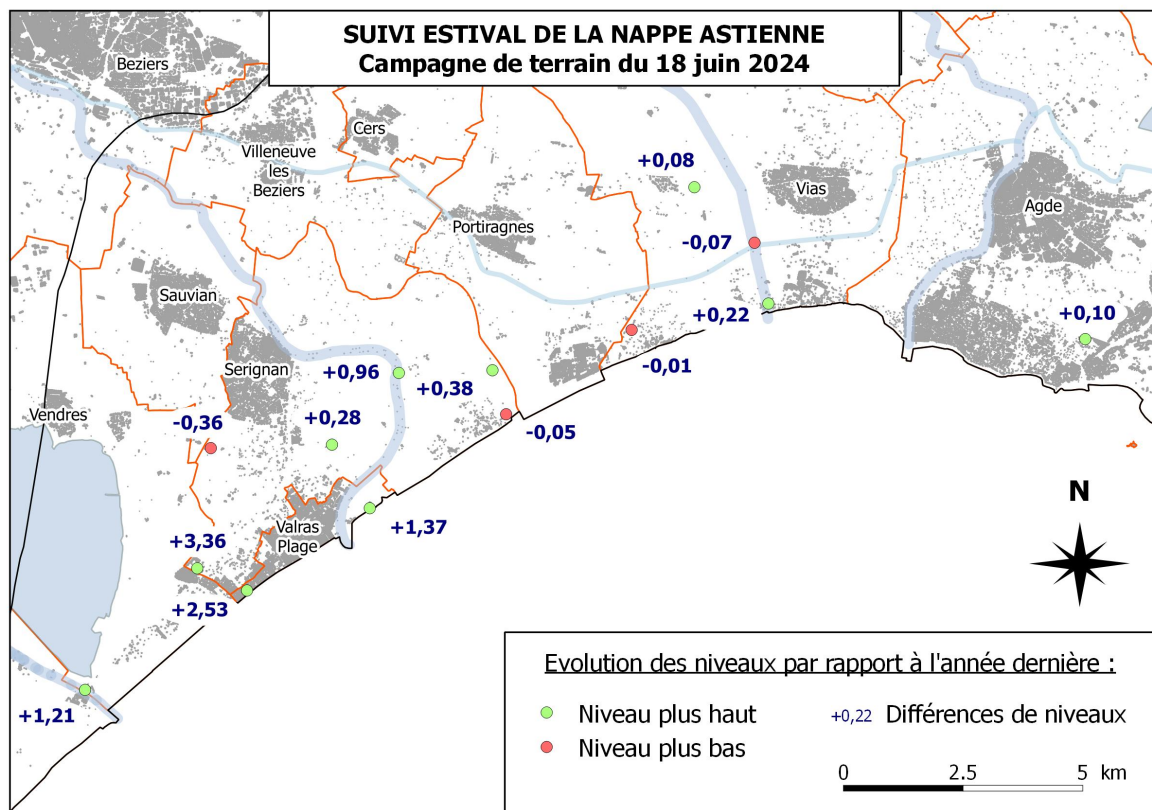 SUIVI ESTIVAL DE LA NAPPE ASTIENNE
Campagne de terrain du 18 juin 2024
Beziers
Cers
Villeneuve
les
Beziers
+0,08
Vias
Portiragnes
Agde
-0,07
Sauvian
+0,22
+0,10
-0,01
Serignan
+0,96
+0,38
Vendres
-0,36
+0,28
-0,05
N
Valras
Plage
+1,37
+3,36
+2,53
+1,21
Evolution des niveaux par rapport à l'année dernière :
Niveau plus haut
+0,22 Différences de niveaux
Niveau plus bas
0 2.5 5 km